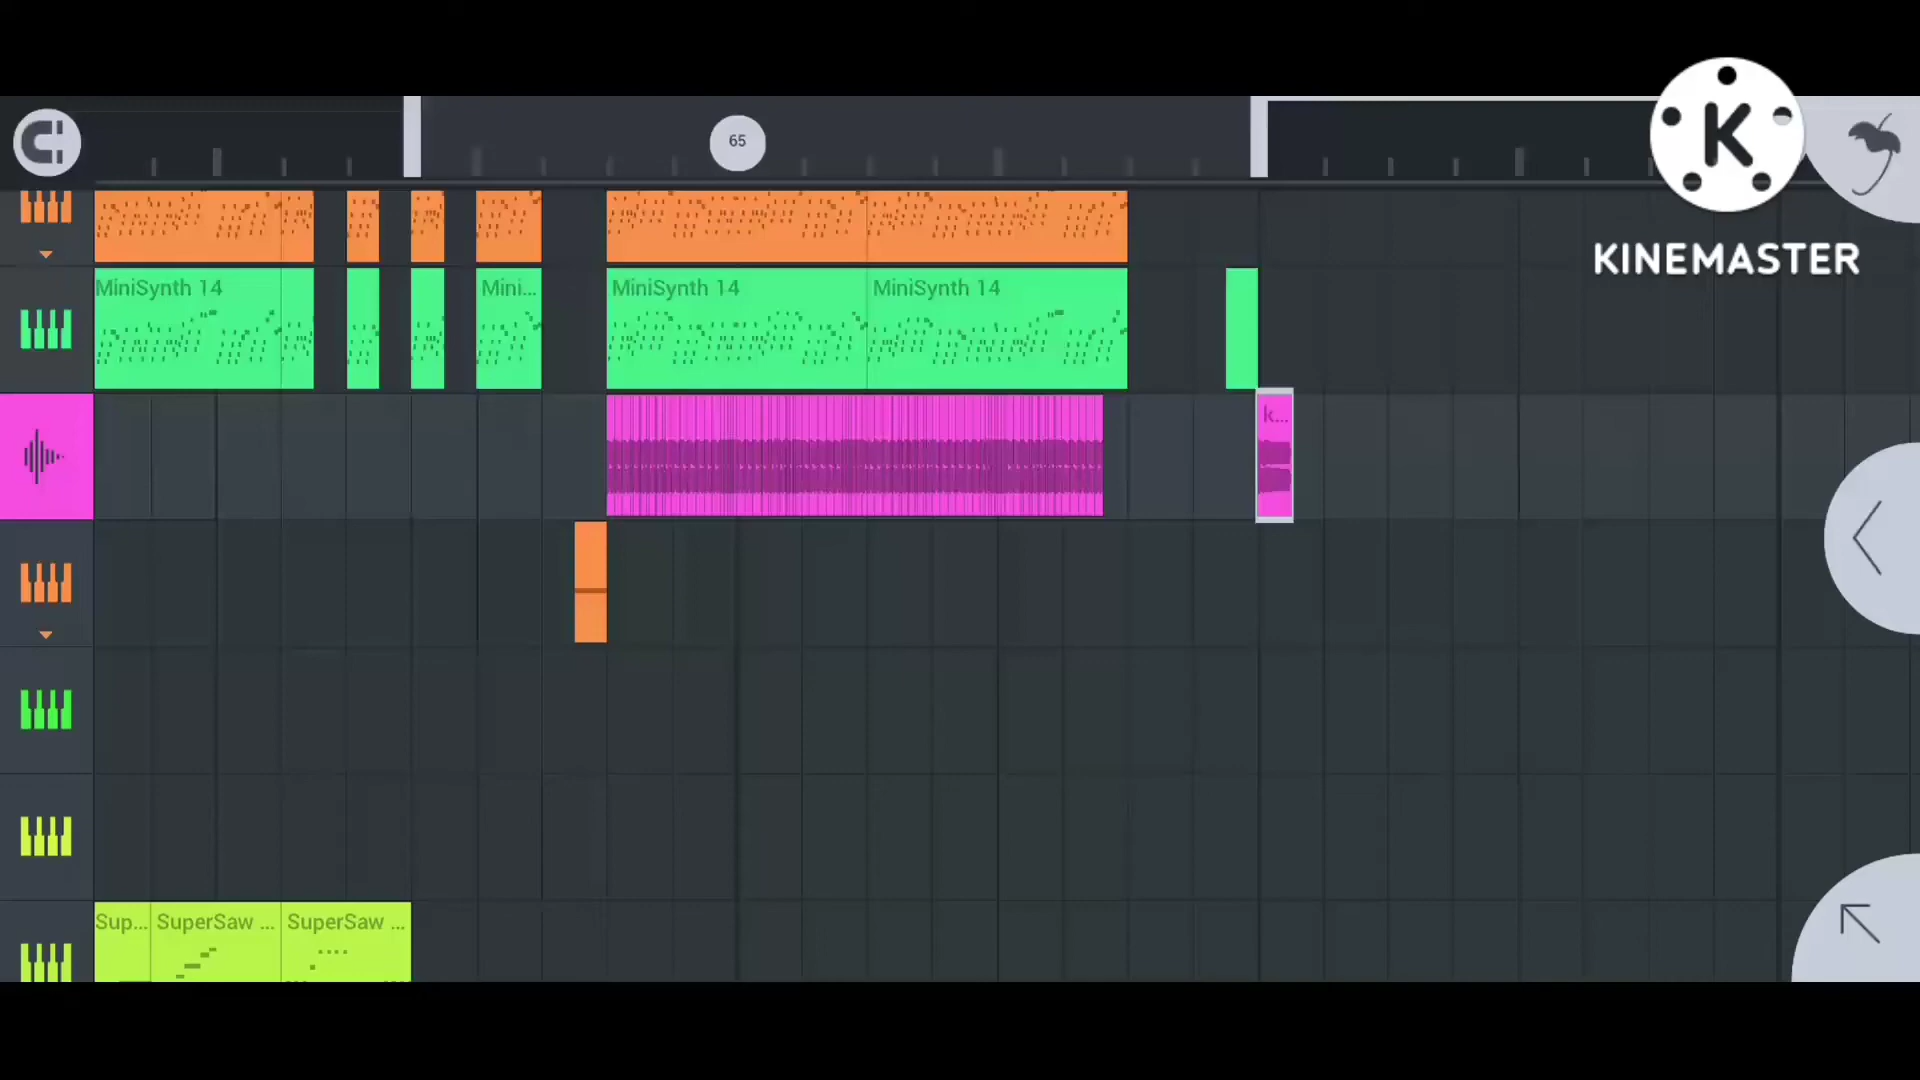 65
K
KINEMASTER
MiniSynth 14
Mini...
MiniSynth 14
MiniSynth 14
k...
Sup...
SuperSaw ...
SuperSaw ...